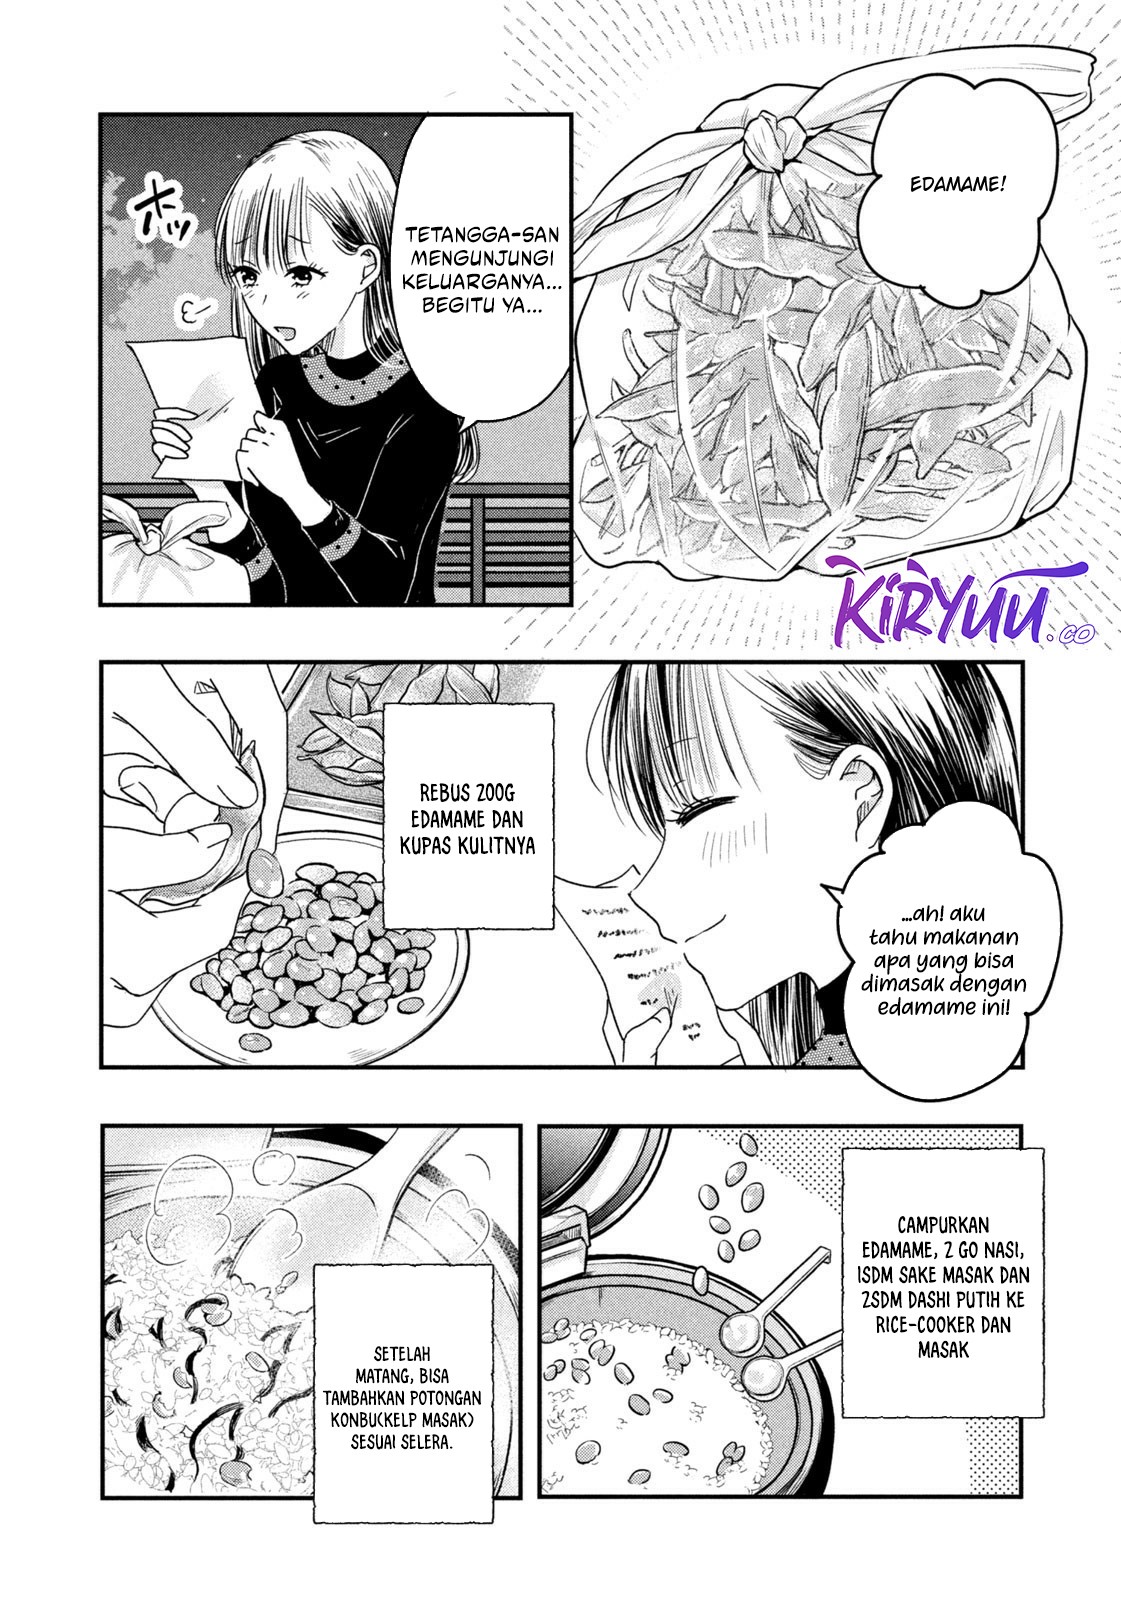 EDAMAME!
ホッ
TETANGGA-SAN
MENGUNJUNGI
KELUARGANYA...
BEGITU YA...
KIRYUU.CO
...ah! aku
tahu makanan
apa yang bisa
dimasak dengan
edamame ini!
REBUS 200G
EDAMAME DAN
KUPAS KULITNYA
CAMPURKAN
EDAMAME, 2 GO NASI,
1SDM SAKE MASAK DAN
2SDM DASHI PUTIH KE
RICE-COOKER DAN
MASAK
SETELAH
MATANG, BISA
TAMBAHKAN POTONGAN
KONBU(KELP MASAK)
SESUAI SELERA.